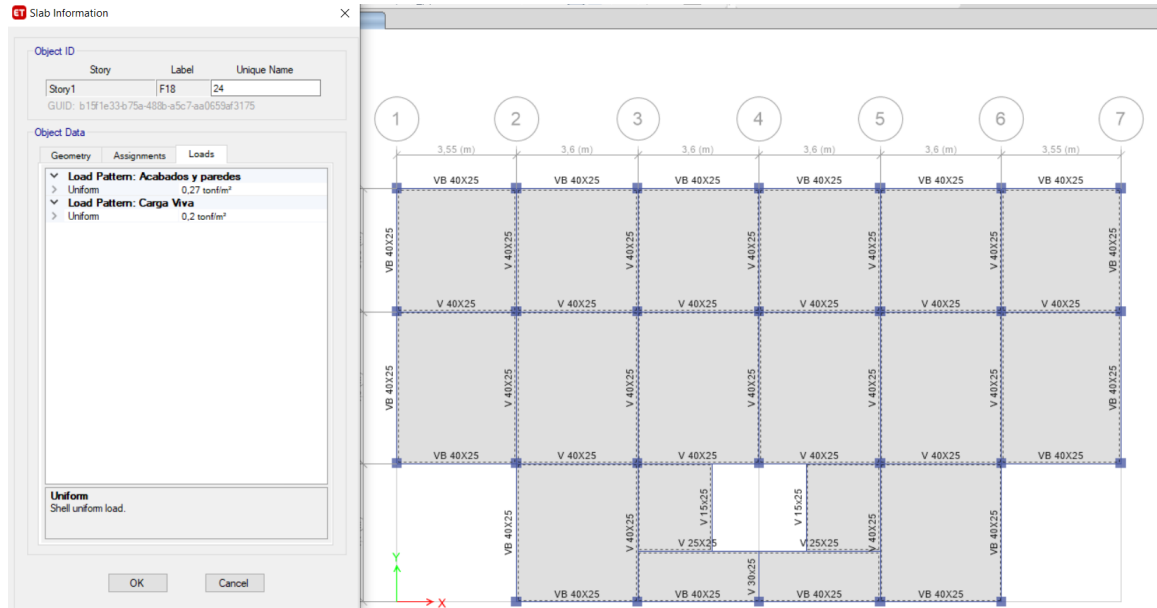 ET Slab Information
Object ID
Story Label Unique Name
Story1 F18 24
GUID: b15f1e33-b75a-488b-a5c7-aa0659af3175
Object Data
Geometry Assignments Loads
Load Pattern: Acabados y paredes
Uniform 0,27 tonf/m²
Load Pattern: Carga Viva
Uniform 0,2 tonf/m²
Uniform
Shell uniform load.
OK Cancel
1 2 3 4 5 6 7
3,55 (m) 3,6 (m) 3,6 (m) 3,6 (m) 3,6 (m) 3,55 (m)
VB 40X25 VB 40X25 VB 40X25 VB 40X25 VB 40X25 VB 40X25
VB 40X25 V 40X25 V 40X25 V 40X25 V 40X25 V 40X25 VB 40X25
V 40X25 V 40X25 V 40X25 V 40X25 V 40X25 V 40X25
VB 40X25 V 40X25 V 40X25 V 40X25 V 40X25 V 40X25 VB 40X25
VB 40X25 V 40X25 V 40X25 V 40X25 V 40X25 VB 40X25
VB 40X25 V 40X25 V 15x25 V 15x25 V 40X25 VB 40X25
V 25X25 V 25X25
V 30x25
VB 40X25 VB 40X25 VB 40X25 VB 40X25
Y
X